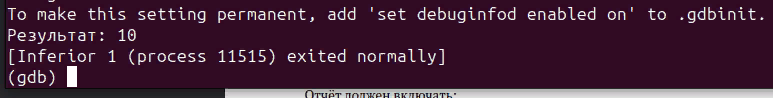 To make this setting permanent, add 'set debuginfod enabled on' to .gdbinit.
Результат: 10
[Inferior 1 (process 11515) exited normally]
(gdb)
Отчёт должен включать: